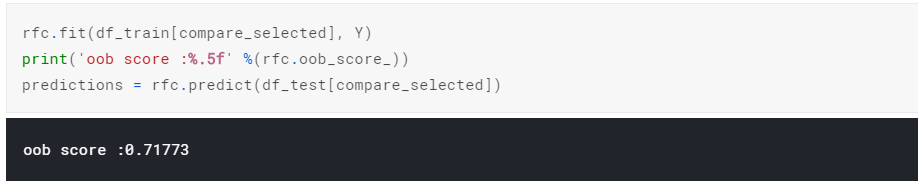 rfc.fit(df_train[compare_selected], Y)
print('oob score :%.5f' %(rfc.oob_score_))
predictions = rfc.predict(df_test[compare_selected])
oob score :0.71773